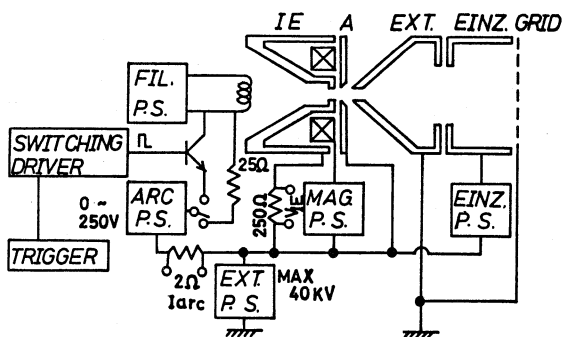 IE A EXT. EINZ. GRID
FIL.
P.S.
SWITCHING
DRIVER
25Ω
0~
250V
ARC
P.S.
250Ω
VE
MAG.
P.S.
EINZ.
P.S.
TRIGGER
2Ω
Iarc
EXT.
P.S.
MAX
40KV